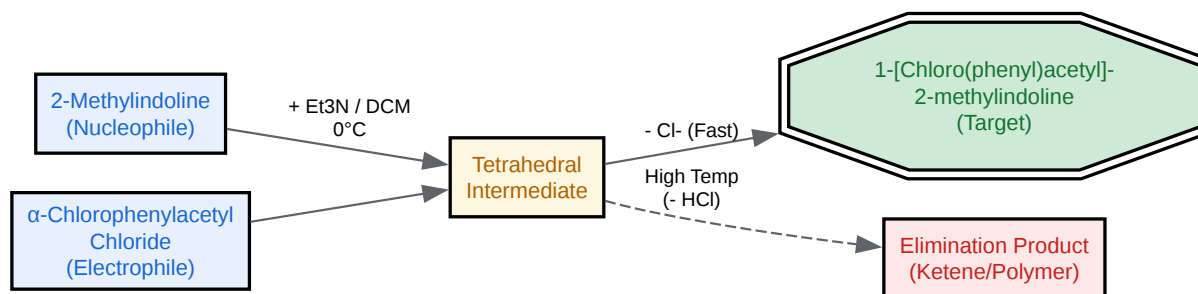 2-Methylindoline
(Nucleophile)
α-Chlorophenylacetyl
Chloride
(Electrophile)
+ Et3N / DCM
0°C
Tetrahedral
Intermediate
- Cl- (Fast)
High Temp
(- HCl)
1-[Chloro(phenyl)acetyl]-
2-methylindoline
(Target)
Elimination Product
(Ketene/Polymer)